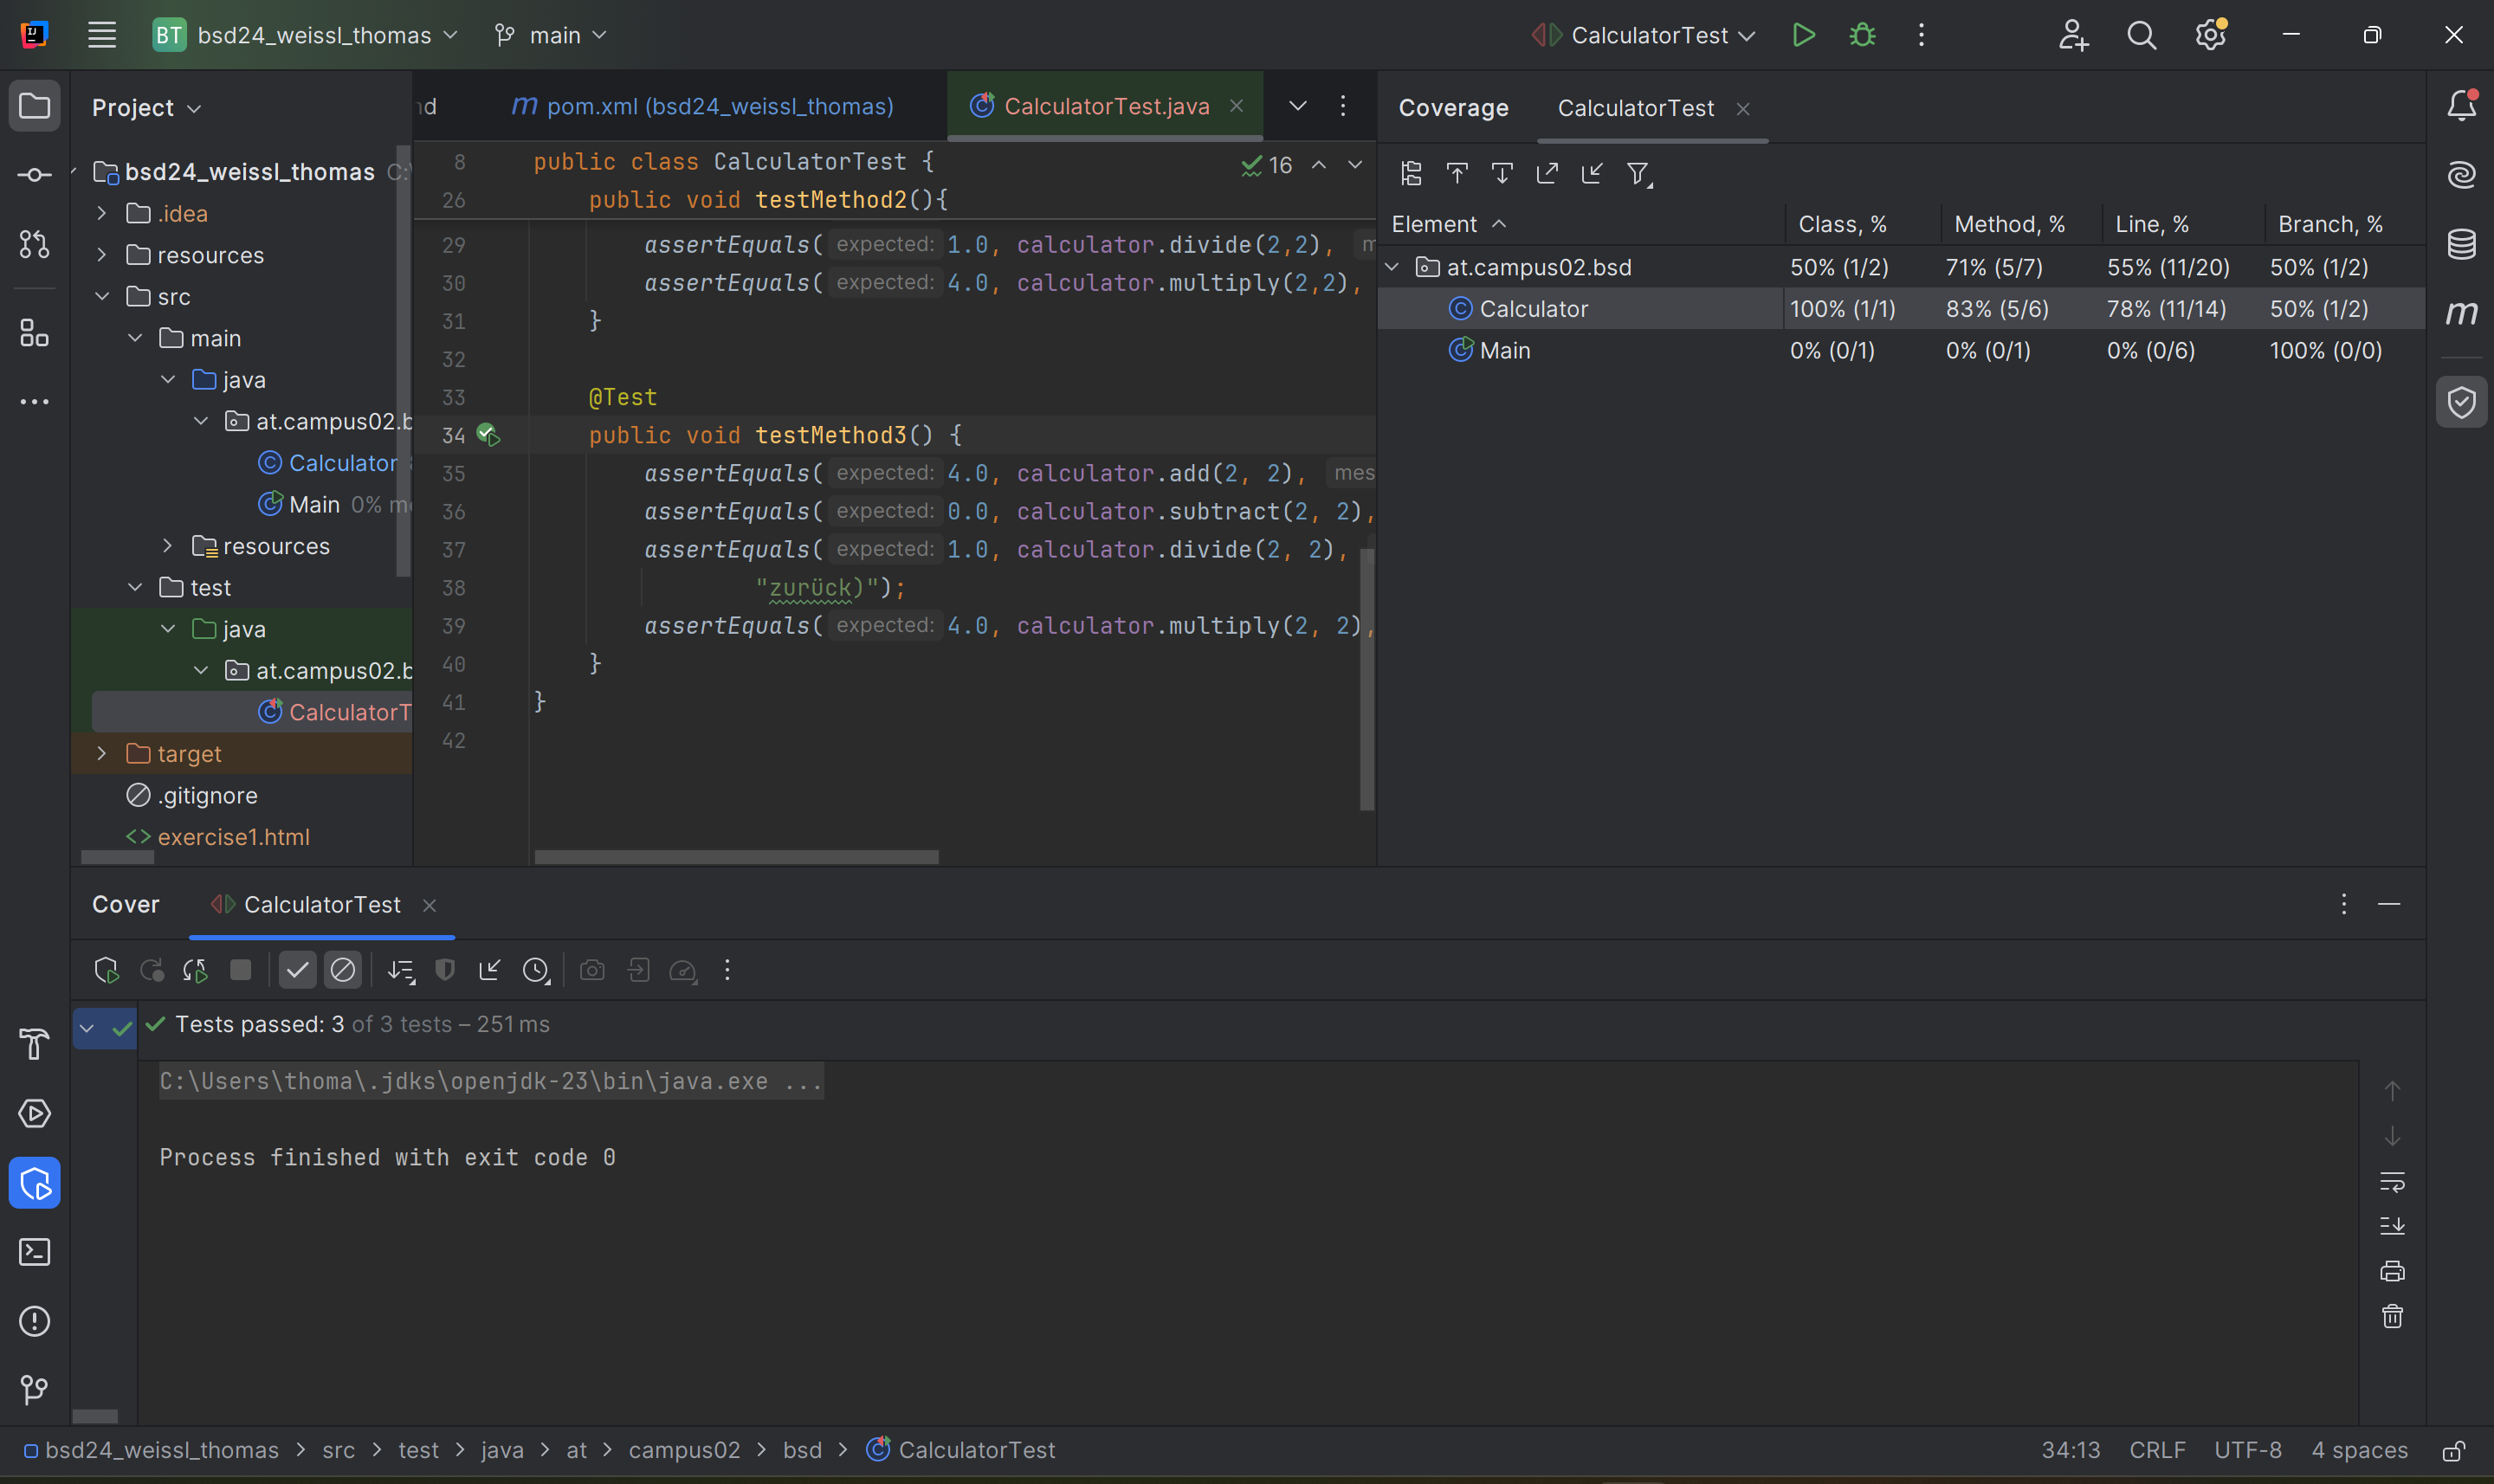 BT bsd24_weissl_thomas main CalculatorTest
Project
pom.xml (bsd24_weissl_thomas) CalculatorTest.java
bsd24_weissl_thomas
.idea
resources
src
main
java
at.campus02.b
Calculator
Main 0%
resources
test
java
at.campus02.b
CalculatorT
target
.gitignore
exercise1.html
8 public class CalculatorTest {
16
26 public void testMethod2(){
29 assertEquals( expected: 1.0, calculator.divide(2,2),
30 assertEquals( expected: 4.0, calculator.multiply(2,2),
31 }
32
33 @Test
34 public void testMethod3() {
35 assertEquals( expected: 4.0, calculator.add(2, 2), mes
36 assertEquals( expected: 0.0, calculator.subtract(2, 2),
37 assertEquals( expected: 1.0, calculator.divide(2, 2),
38 "zurück)");
39 assertEquals( expected: 4.0, calculator.multiply(2, 2),
40 }
41 }
42
Coverage CalculatorTest
Element Class, % Method, % Line, % Branch, %
at.campus02.bsd 50% (1/2) 71% (5/7) 55% (11/20) 50% (1/2)
Calculator 100% (1/1) 83% (5/6) 78% (11/14) 50% (1/2)
Main 0% (0/1) 0% (0/1) 0% (0/6) 100% (0/0)
Cover CalculatorTest
Tests passed: 3 of 3 tests – 251 ms
C:\Users\thoma\.jdks\openjdk-23\bin\java.exe ...
Process finished with exit code 0
bsd24_weissl_thomas > src > test > java > at > campus02 > bsd > CalculatorTest
34:13 CRLF UTF-8 4 spaces